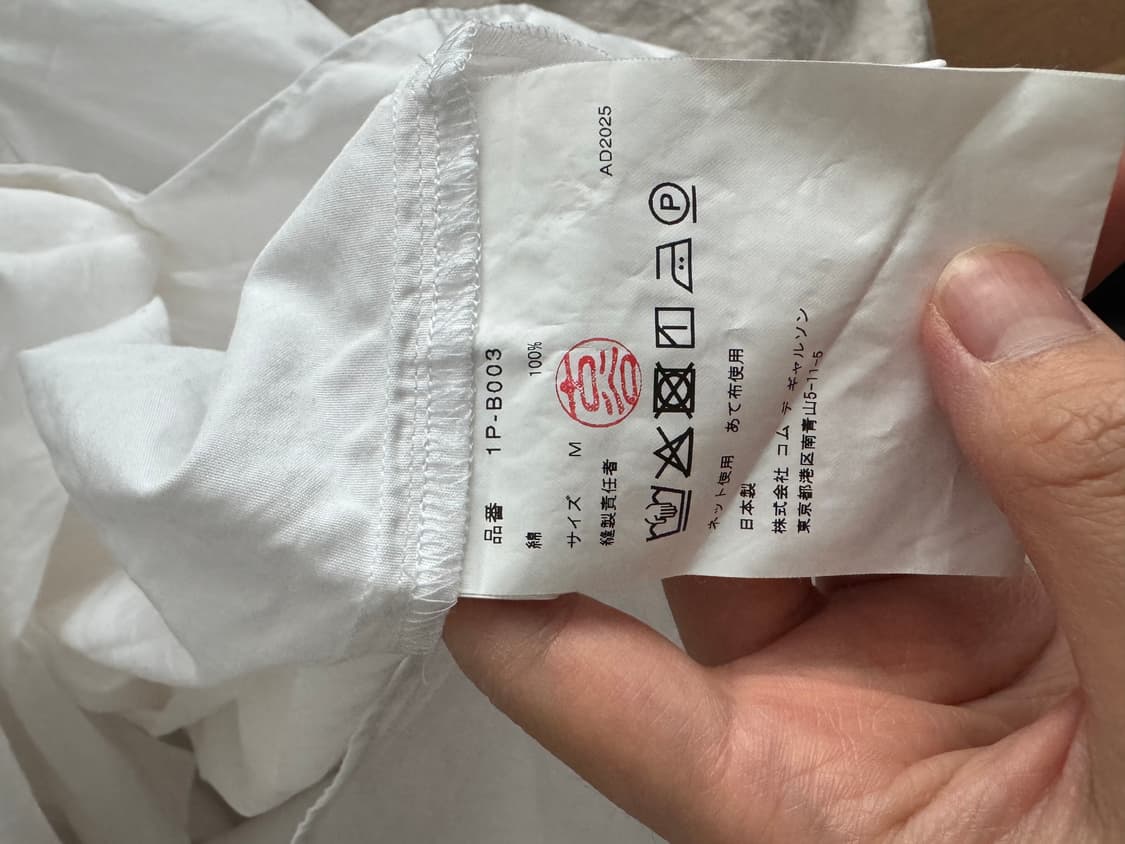 品番 1P-B003
綿 100%
サイズ M AD2025
縫製責任者
P
ネット使用 あて布使用
日本製
株式会社 コム デ ギャルソン
東京都港区南青山5-11-5